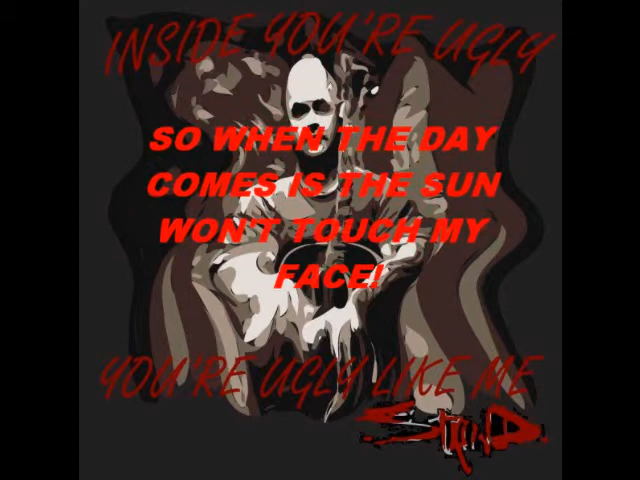 INSIDE YOU'RE UGLY
SO WHEN THE DAY
COMES IS THE SUN
WON'T TOUCH MY
FACE!
YOU'RE UGLY LIKE ME
STAIND